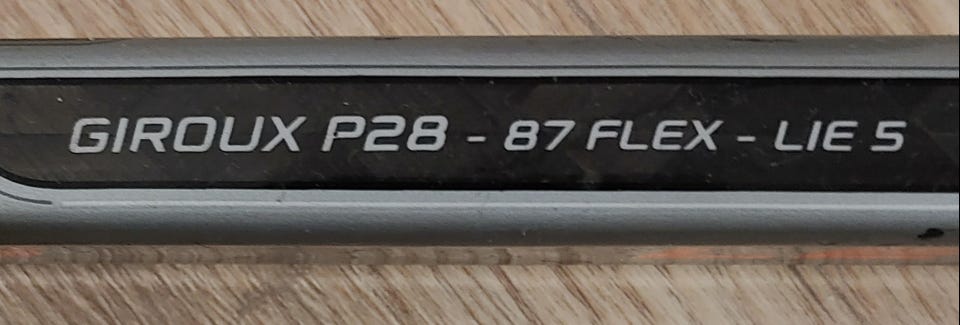 GIROUX P28 - 87 FLEX - LIE 5